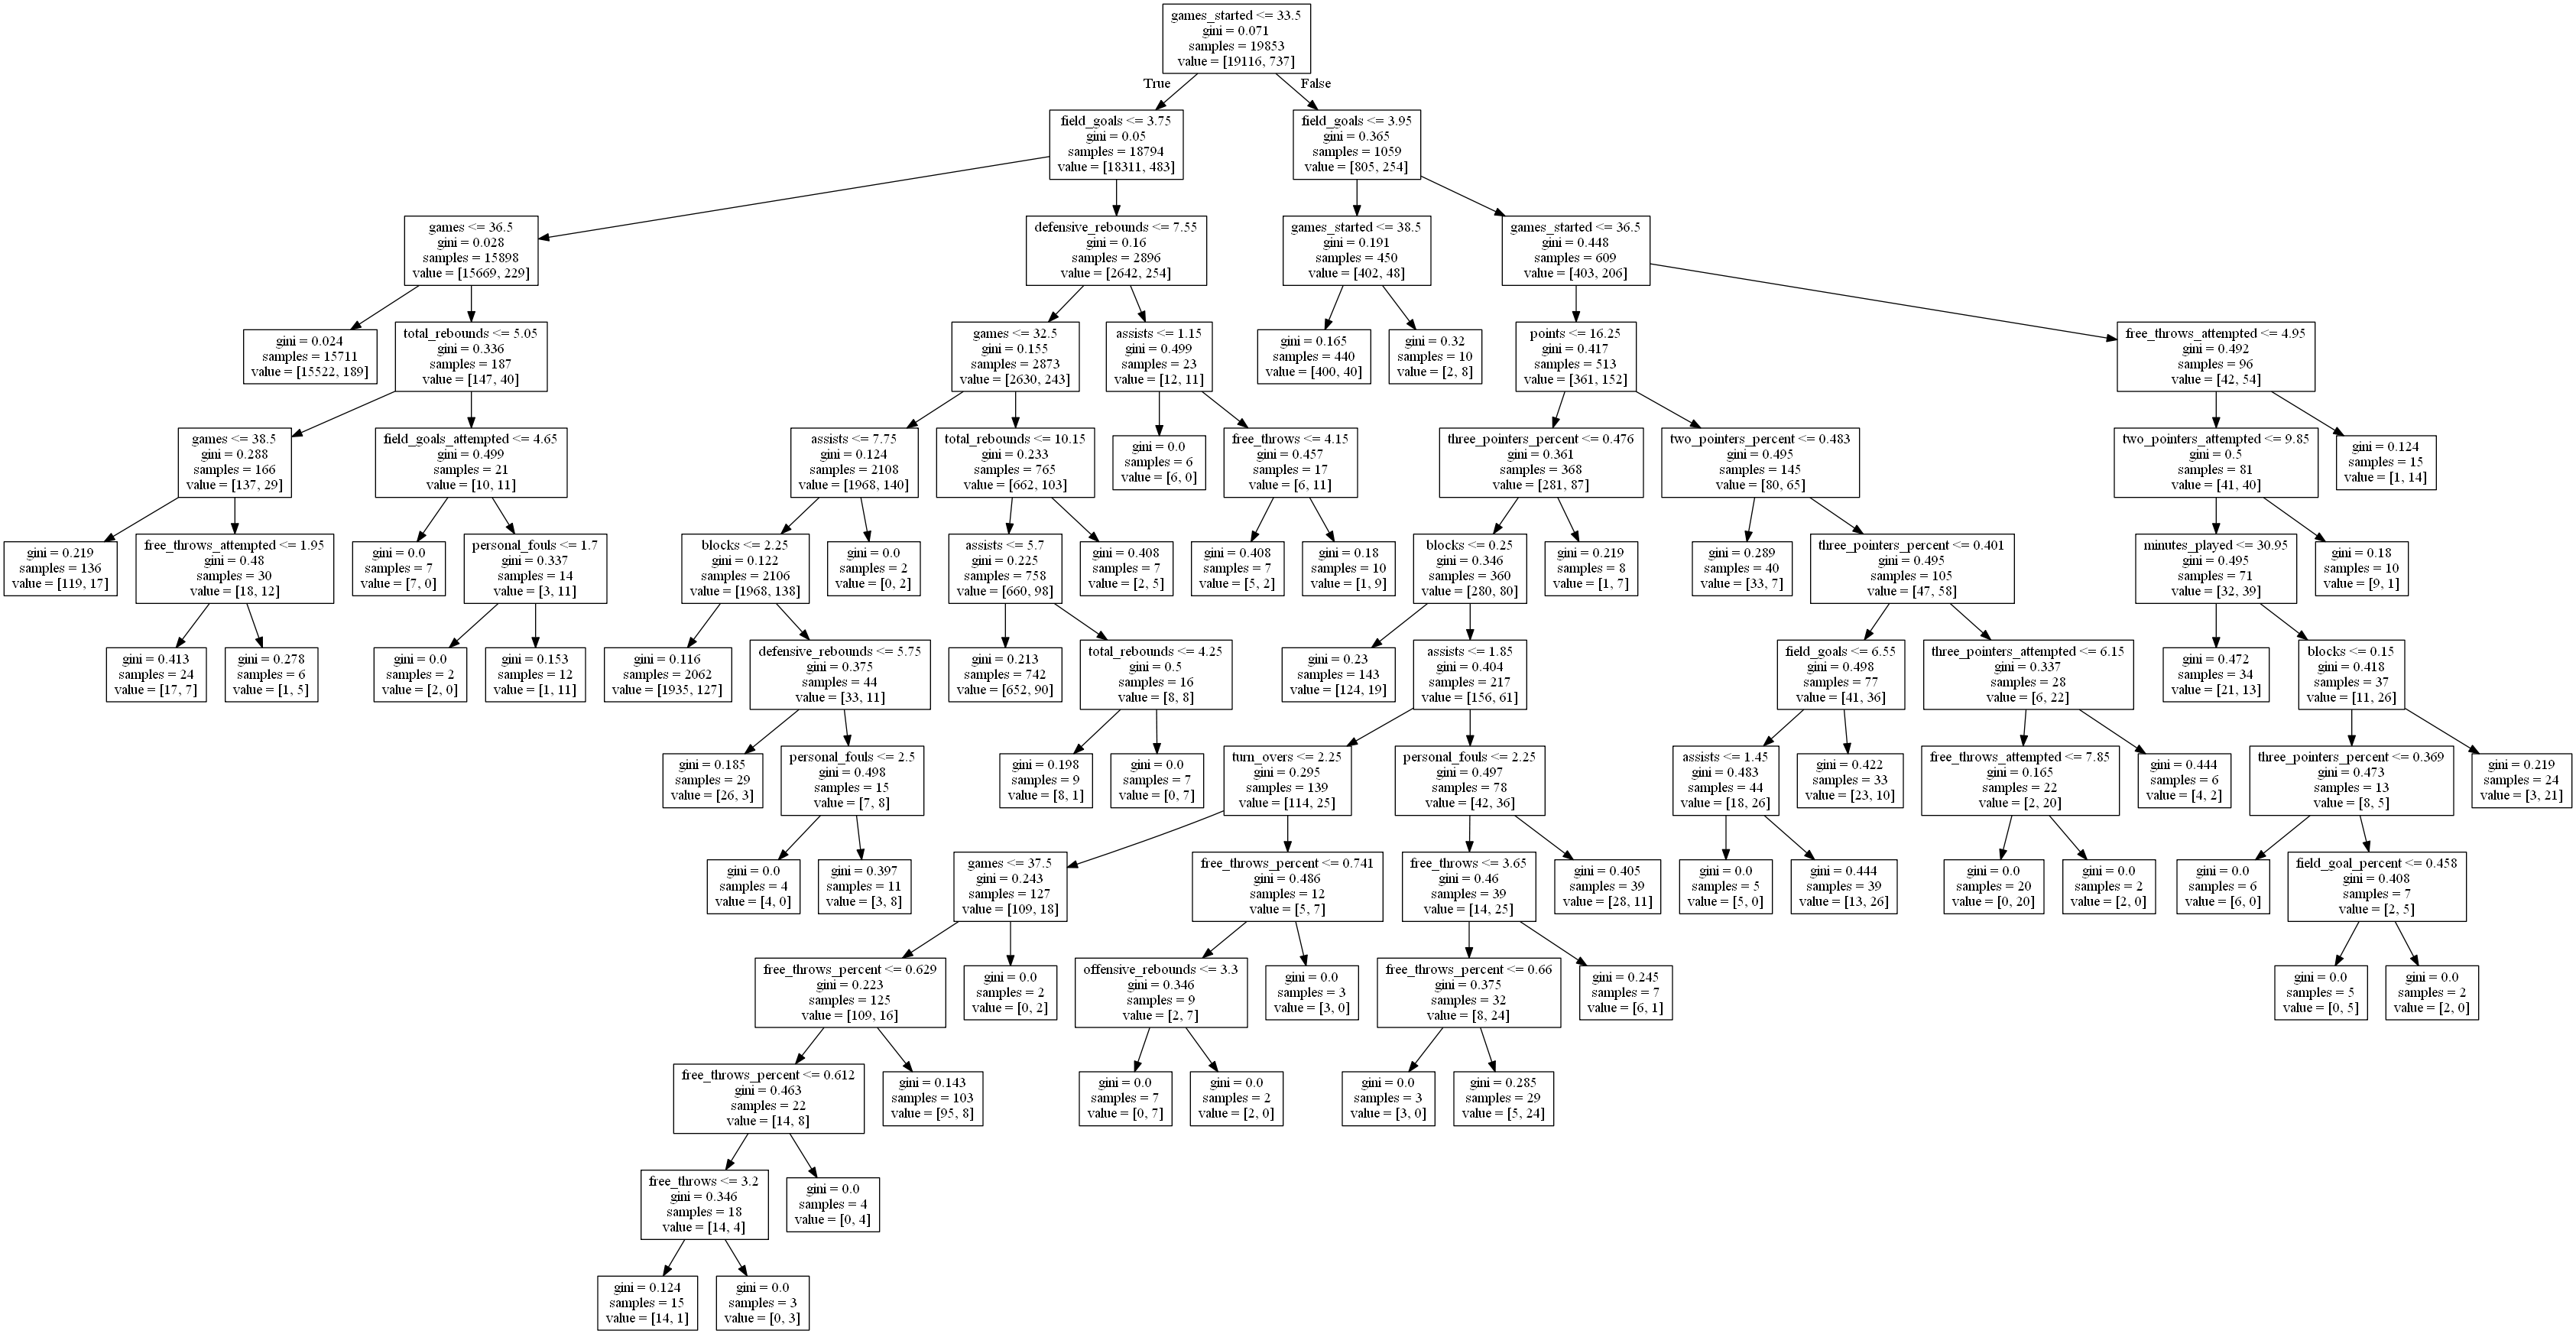 games_started <= 33.5
gini = 0.071
samples = 19853
value = [19116, 737]
True
False
field_goals <= 3.75
gini = 0.05
samples = 18794
value = [18311, 483]
field_goals <= 3.95
gini = 0.365
samples = 1059
value = [805, 254]
games <= 36.5
gini = 0.028
samples = 15898
value = [15669, 229]
defensive_rebounds <= 7.55
gini = 0.16
samples = 2896
value = [2642, 254]
games_started <= 38.5
gini = 0.191
samples = 450
value = [402, 48]
games_started <= 36.5
gini = 0.448
samples = 609
value = [403, 206]
gini = 0.024
samples = 15711
value = [15522, 189]
total_rebounds <= 5.05
gini = 0.336
samples = 187
value = [147, 40]
games <= 32.5
gini = 0.155
samples = 2873
value = [2630, 243]
assists <= 1.15
gini = 0.499
samples = 23
value = [12, 11]
gini = 0.165
samples = 440
value = [400, 40]
gini = 0.32
samples = 10
value = [2, 8]
points <= 16.25
gini = 0.417
samples = 513
value = [361, 152]
free_throws_attempted <= 4.95
gini = 0.492
samples = 96
value = [42, 54]
games <= 38.5
gini = 0.288
samples = 166
value = [137, 29]
field_goals_attempted <= 4.65
gini = 0.499
samples = 21
value = [10, 11]
assists <= 7.75
gini = 0.124
samples = 2108
value = [1968, 140]
total_rebounds <= 10.15
gini = 0.233
samples = 765
value = [662, 103]
gini = 0.0
samples = 6
value = [6, 0]
free_throws <= 4.15
gini = 0.457
samples = 17
value = [6, 11]
three_pointers_percent <= 0.476
gini = 0.361
samples = 368
value = [281, 87]
two_pointers_percent <= 0.483
gini = 0.495
samples = 145
value = [80, 65]
two_pointers_attempted <= 9.85
gini = 0.5
samples = 81
value = [41, 40]
gini = 0.124
samples = 15
value = [1, 14]
gini = 0.219
samples = 136
value = [119, 17]
free_throws_attempted <= 1.95
gini = 0.48
samples = 30
value = [18, 12]
gini = 0.0
samples = 7
value = [7, 0]
personal_fouls <= 1.7
gini = 0.337
samples = 14
value = [3, 11]
blocks <= 2.25
gini = 0.122
samples = 2106
value = [1968, 138]
gini = 0.0
samples = 2
value = [0, 2]
assists <= 5.7
gini = 0.225
samples = 758
value = [660, 98]
gini = 0.408
samples = 7
value = [2, 5]
gini = 0.408
samples = 7
value = [5, 2]
gini = 0.18
samples = 10
value = [1, 9]
blocks <= 0.25
gini = 0.346
samples = 360
value = [280, 80]
gini = 0.219
samples = 8
value = [1, 7]
gini = 0.289
samples = 40
value = [33, 7]
three_pointers_percent <= 0.401
gini = 0.495
samples = 105
value = [47, 58]
minutes_played <= 30.95
gini = 0.495
samples = 71
value = [32, 39]
gini = 0.18
samples = 10
value = [9, 1]
gini = 0.413
samples = 24
value = [17, 7]
gini = 0.278
samples = 6
value = [1, 5]
gini = 0.0
samples = 2
value = [2, 0]
gini = 0.153
samples = 12
value = [1, 11]
gini = 0.116
samples = 2062
value = [1935, 127]
defensive_rebounds <= 5.75
gini = 0.375
samples = 44
value = [33, 11]
gini = 0.213
samples = 742
value = [652, 90]
total_rebounds <= 4.25
gini = 0.5
samples = 16
value = [8, 8]
gini = 0.23
samples = 143
value = [124, 19]
assists <= 1.85
gini = 0.404
samples = 217
value = [156, 61]
field_goals <= 6.55
gini = 0.498
samples = 77
value = [41, 36]
three_pointers_attempted <= 6.15
gini = 0.337
samples = 28
value = [6, 22]
gini = 0.472
samples = 34
value = [21, 13]
blocks <= 0.15
gini = 0.418
samples = 37
value = [11, 26]
gini = 0.185
samples = 29
value = [26, 3]
personal_fouls <= 2.5
gini = 0.498
samples = 15
value = [7, 8]
gini = 0.198
samples = 9
value = [8, 1]
gini = 0.0
samples = 7
value = [0, 7]
turn_overs <= 2.25
gini = 0.295
samples = 139
value = [114, 25]
personal_fouls <= 2.25
gini = 0.497
samples = 78
value = [42, 36]
assists <= 1.45
gini = 0.483
samples = 44
value = [18, 26]
gini = 0.422
samples = 33
value = [23, 10]
free_throws_attempted <= 7.85
gini = 0.165
samples = 22
value = [2, 20]
gini = 0.444
samples = 6
value = [4, 2]
three_pointers_percent <= 0.369
gini = 0.473
samples = 13
value = [8, 5]
gini = 0.219
samples = 24
value = [3, 21]
gini = 0.0
samples = 4
value = [4, 0]
gini = 0.397
samples = 11
value = [3, 8]
games <= 37.5
gini = 0.243
samples = 127
value = [109, 18]
free_throws_percent <= 0.741
gini = 0.486
samples = 12
value = [5, 7]
free_throws <= 3.65
gini = 0.46
samples = 39
value = [14, 25]
gini = 0.405
samples = 39
value = [28, 11]
gini = 0.0
samples = 5
value = [5, 0]
gini = 0.444
samples = 39
value = [13, 26]
gini = 0.0
samples = 20
value = [0, 20]
gini = 0.0
samples = 2
value = [2, 0]
gini = 0.0
samples = 6
value = [6, 0]
field_goal_percent <= 0.458
gini = 0.408
samples = 7
value = [2, 5]
free_throws_percent <= 0.629
gini = 0.223
samples = 125
value = [109, 16]
gini = 0.0
samples = 2
value = [0, 2]
offensive_rebounds <= 3.3
gini = 0.346
samples = 9
value = [2, 7]
gini = 0.0
samples = 3
value = [3, 0]
free_throws_percent <= 0.66
gini = 0.375
samples = 32
value = [8, 24]
gini = 0.245
samples = 7
value = [6, 1]
gini = 0.0
samples = 5
value = [0, 5]
gini = 0.0
samples = 2
value = [2, 0]
free_throws_percent <= 0.612
gini = 0.463
samples = 22
value = [14, 8]
gini = 0.143
samples = 103
value = [95, 8]
gini = 0.0
samples = 7
value = [0, 7]
gini = 0.0
samples = 2
value = [2, 0]
gini = 0.0
samples = 3
value = [3, 0]
gini = 0.285
samples = 29
value = [5, 24]
free_throws <= 3.2
gini = 0.346
samples = 18
value = [14, 4]
gini = 0.0
samples = 4
value = [0, 4]
gini = 0.124
samples = 15
value = [14, 1]
gini = 0.0
samples = 3
value = [0, 3]